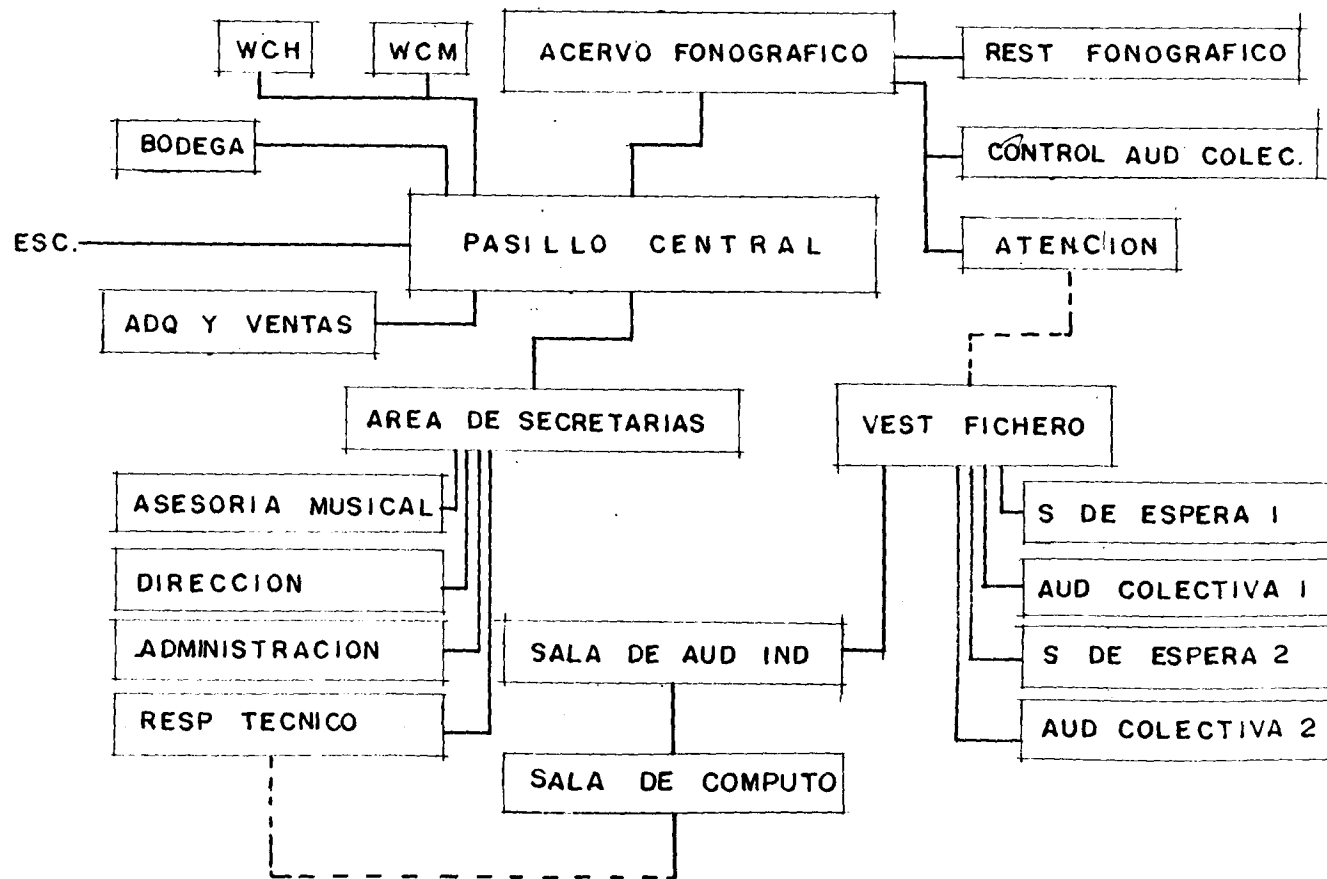 WCH
WCM
ACERVO FONOGRAFICO
REST FONOGRAFICO
BODEGA
CONTROL AUD COLEC.
ESC.
PASILLO CENTRAL
ATENCION
ADQ Y VENTAS
AREA DE SECRETARIAS
VEST FICHERO
ASESORIA MUSICAL
S DE ESPERA 1
DIRECCION
AUD COLECTIVA 1
ADMINISTRACION
SALA DE AUD IND
S DE ESPERA 2
RESP TECNICO
AUD COLECTIVA 2
SALA DE COMPUTO